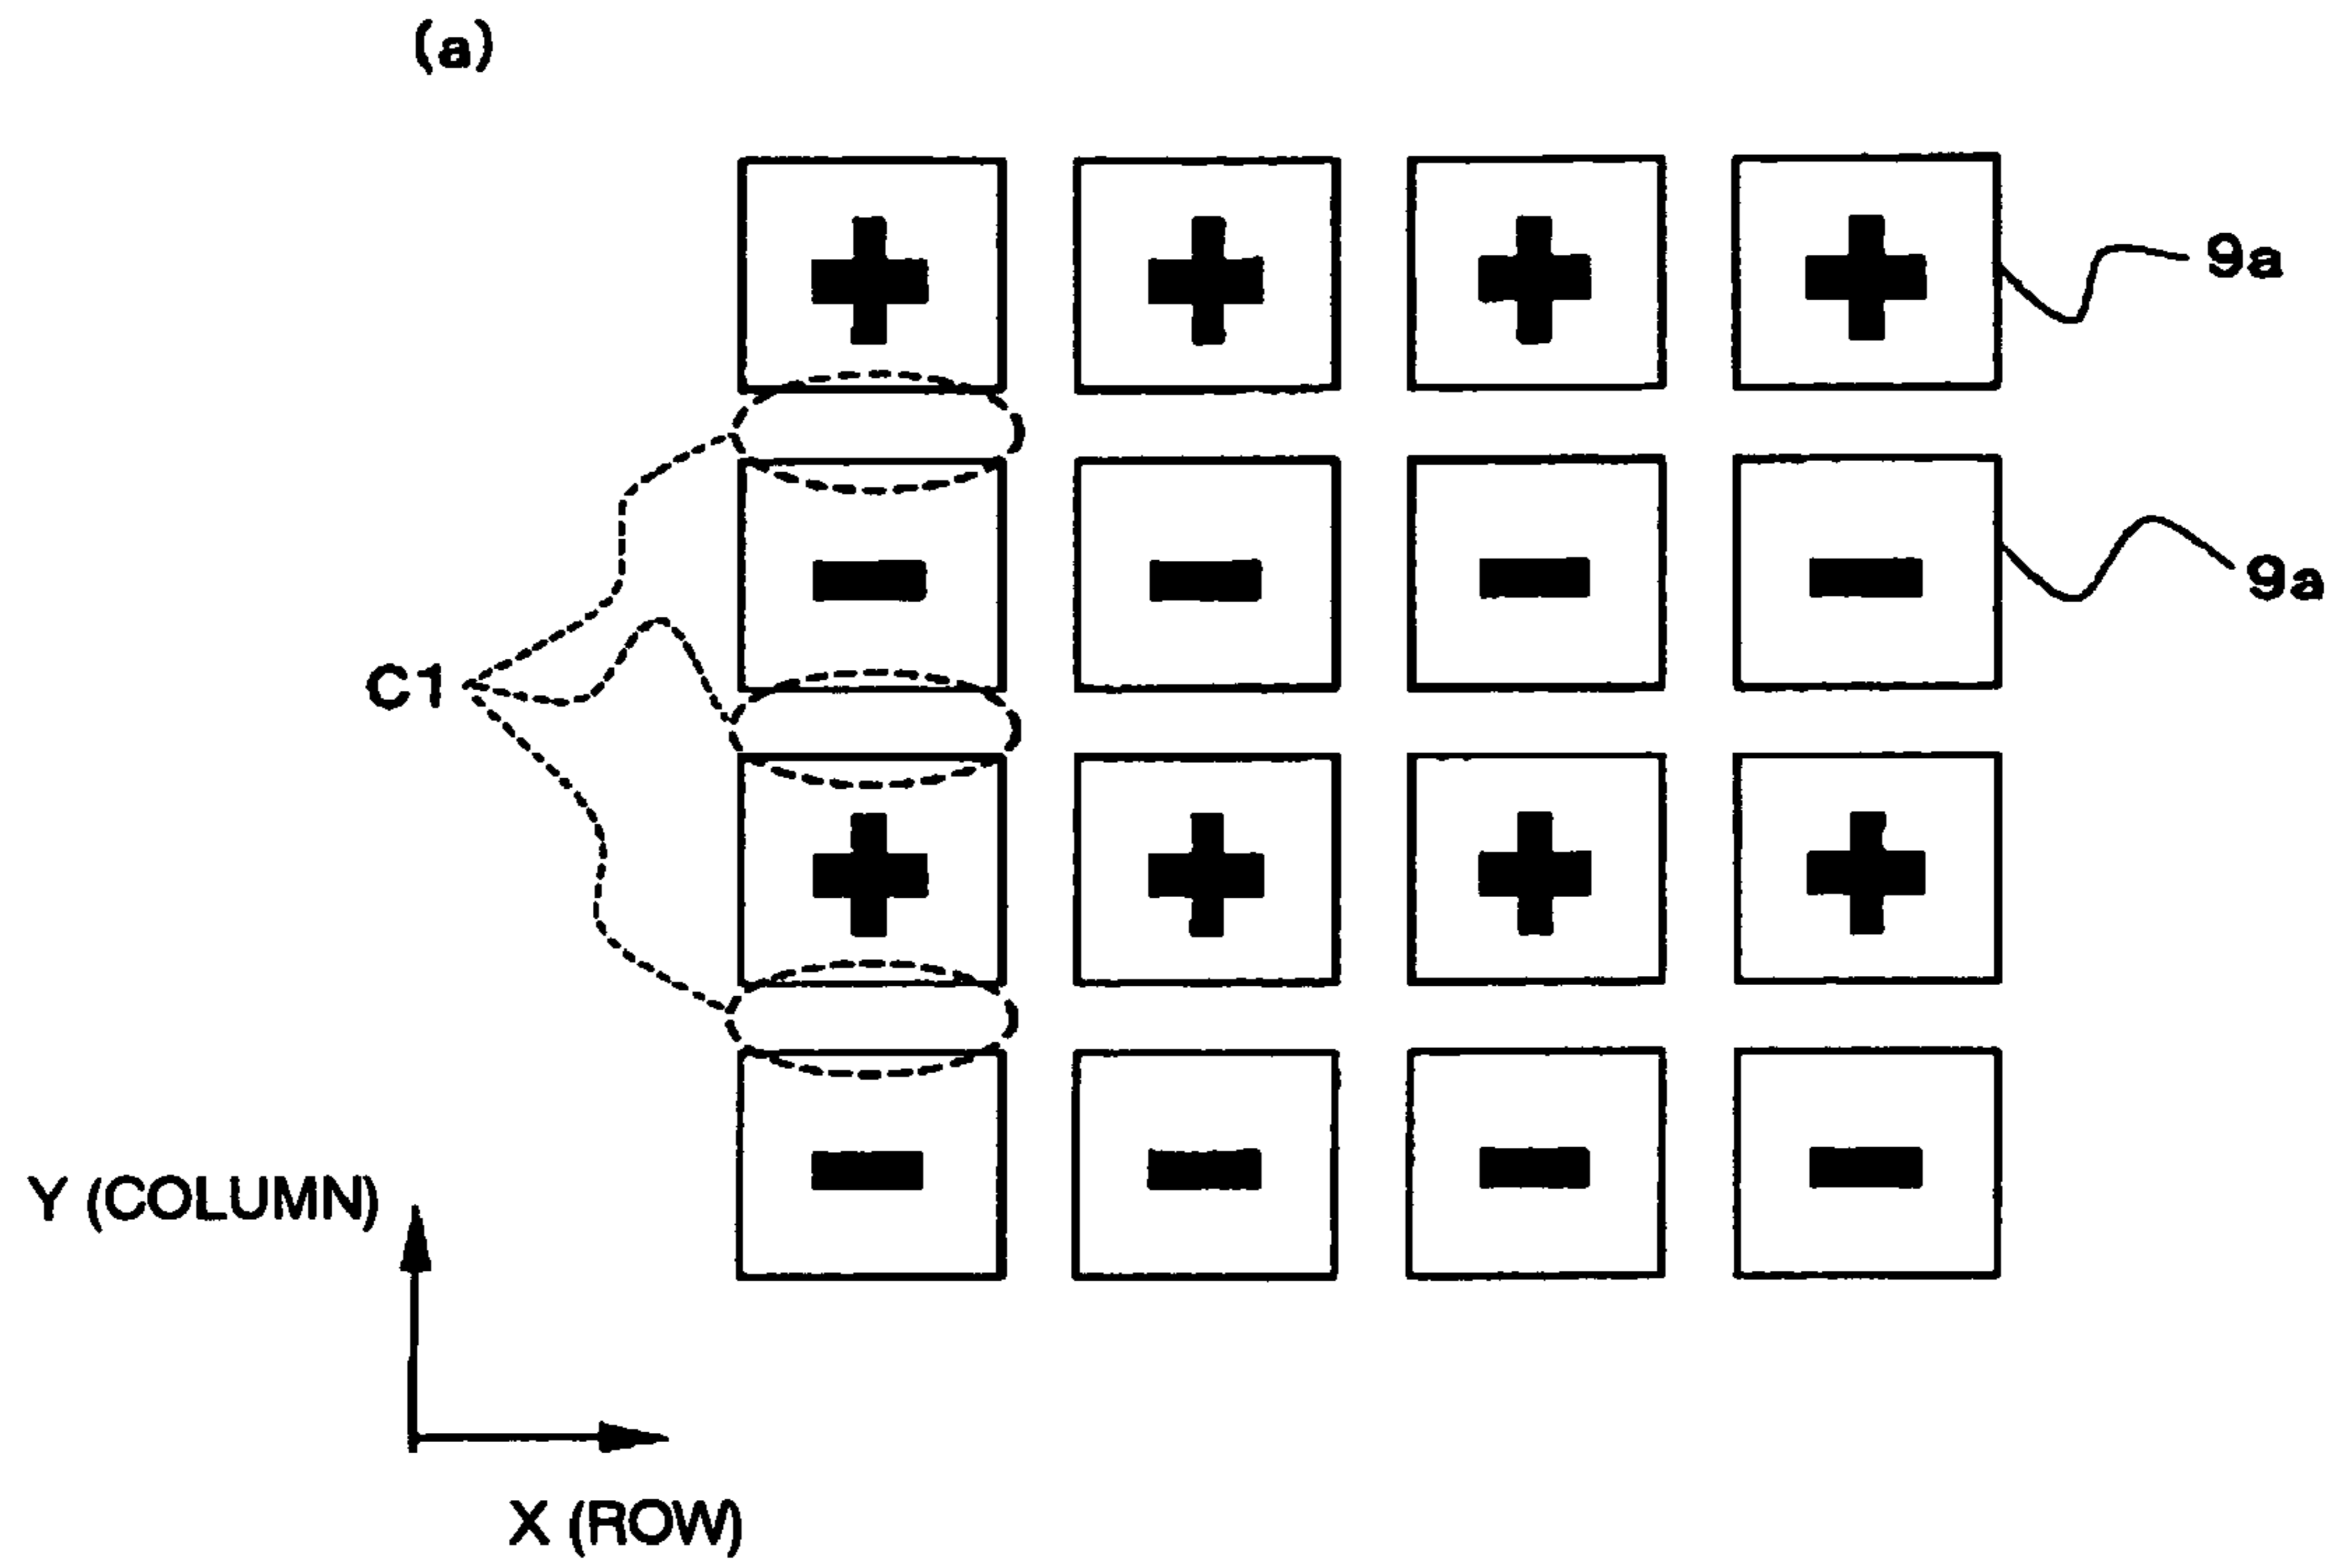 (a)
+ + + +
9a
- - - -
9a
C1
+ + + +
- - - -
Y (COLUMN)
X (ROW)